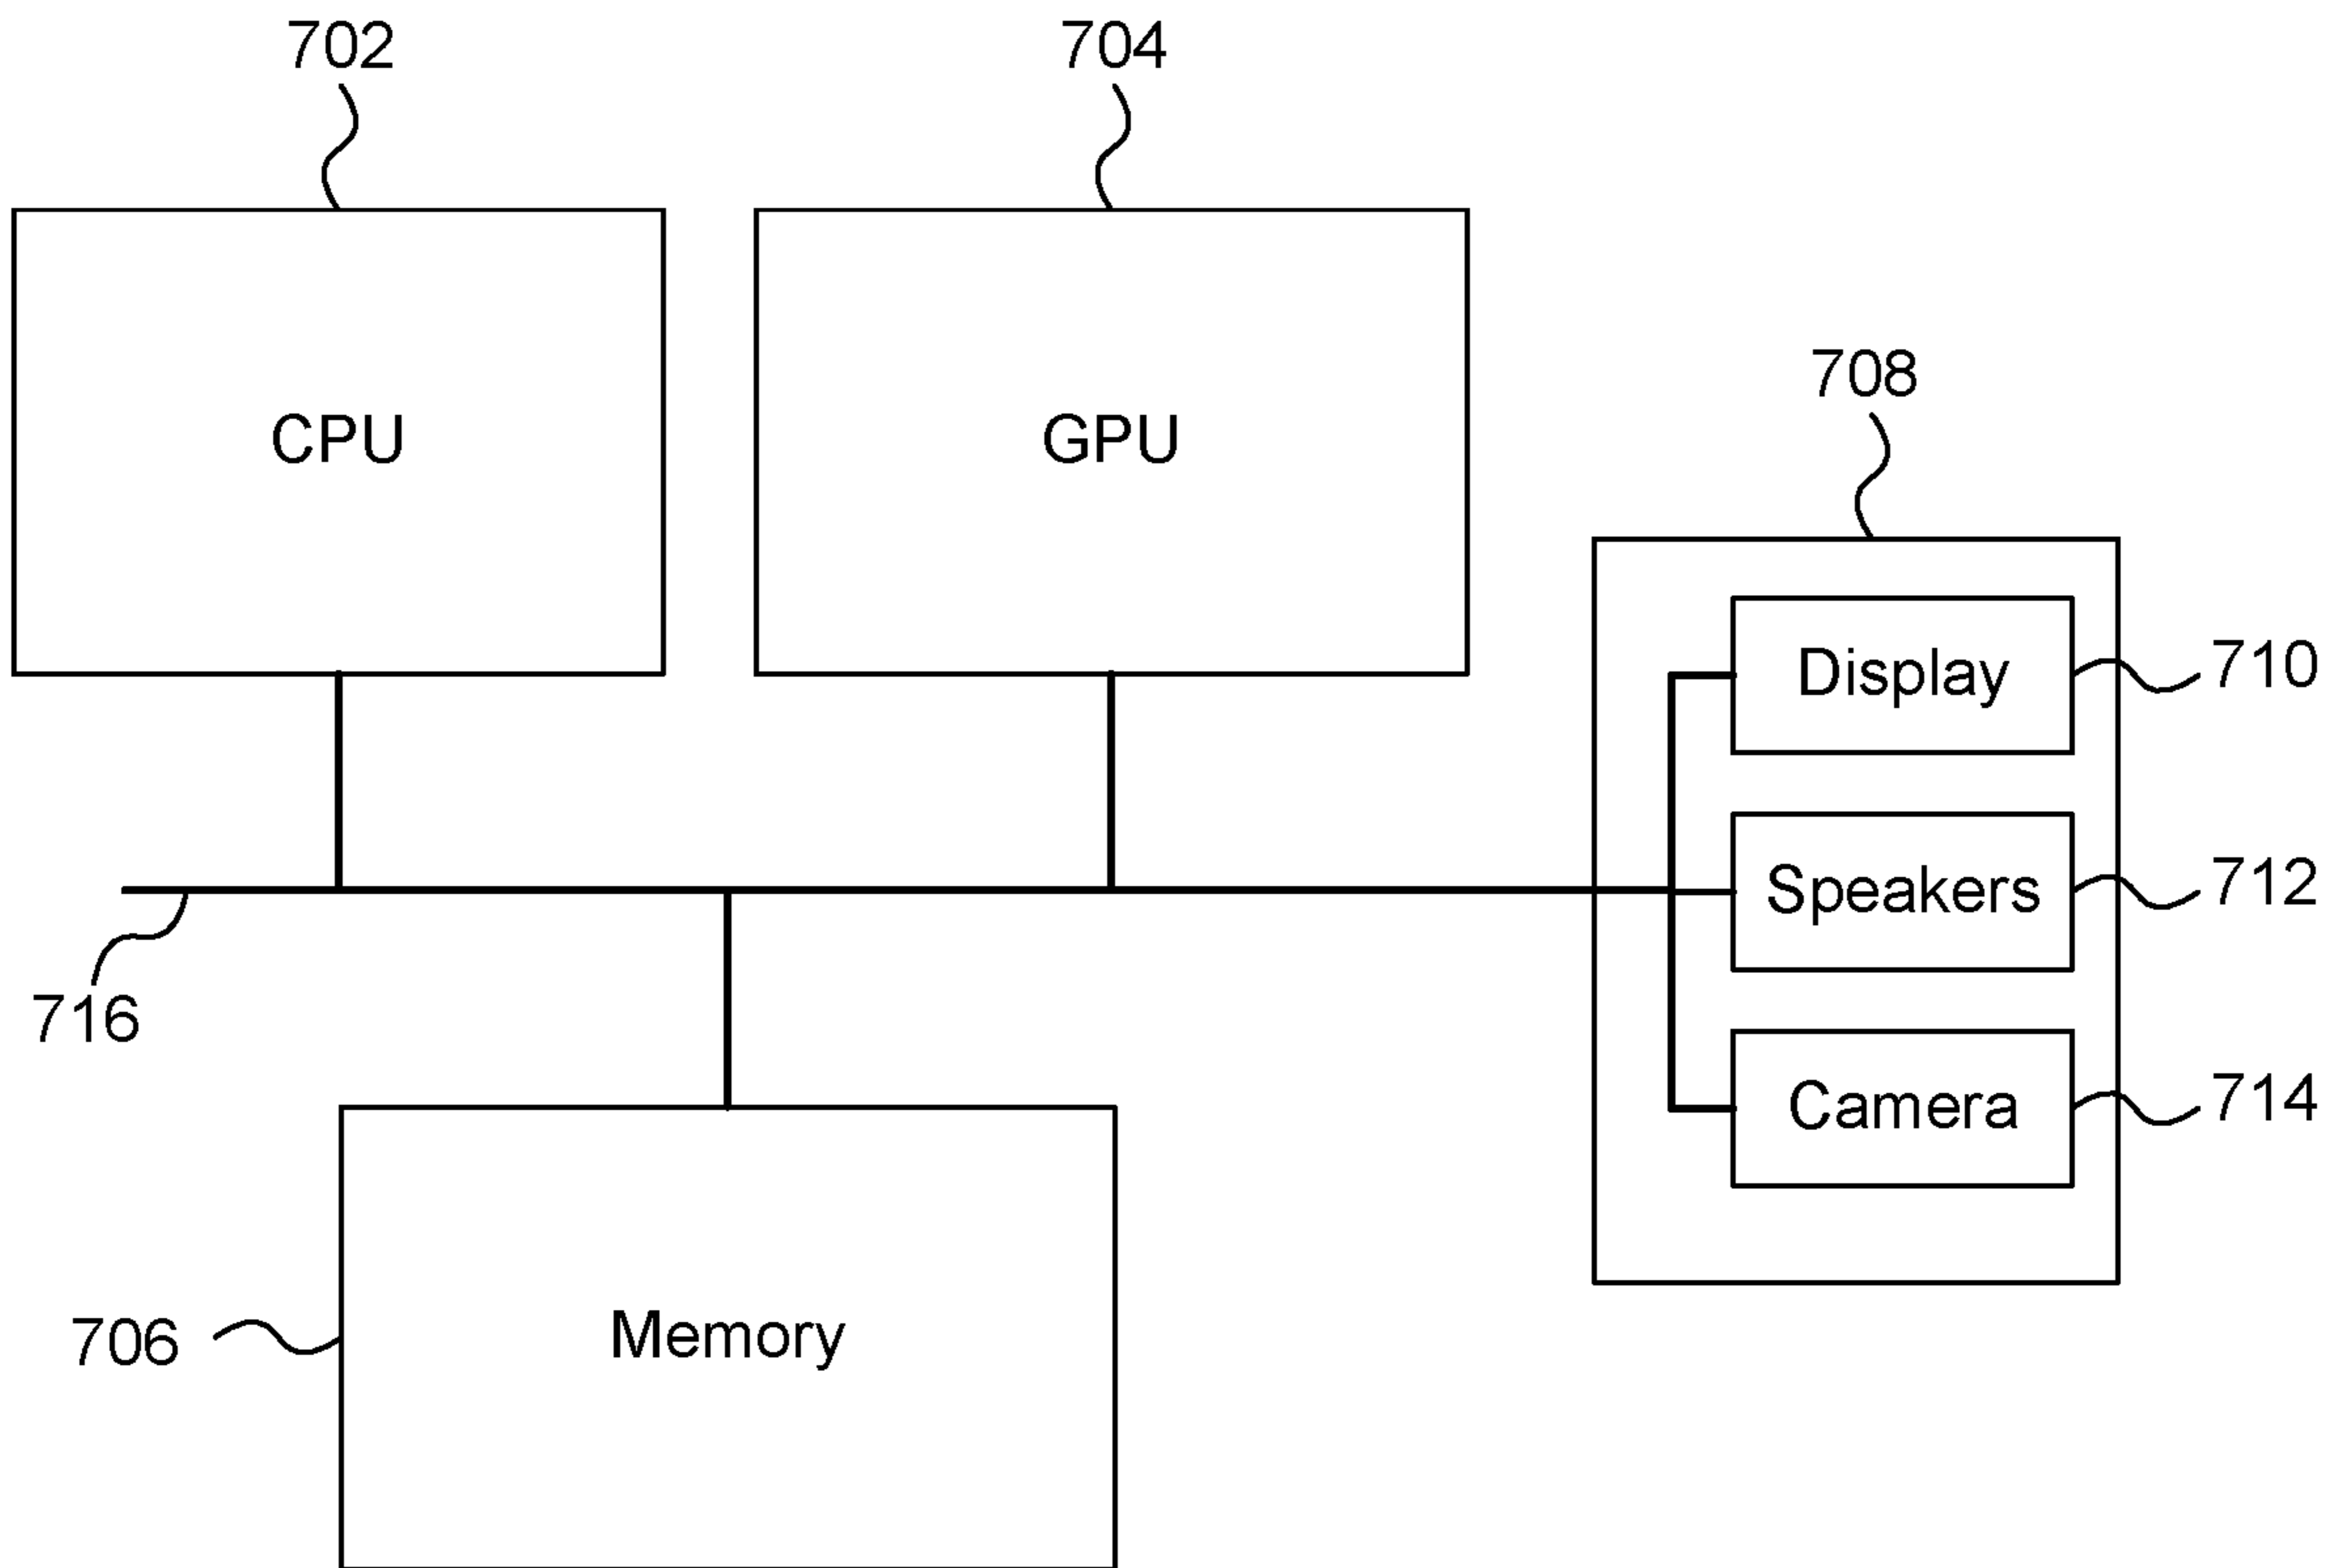 702
704
CPU
GPU
708
Display
710
Speakers
712
716
Camera
714
706
Memory